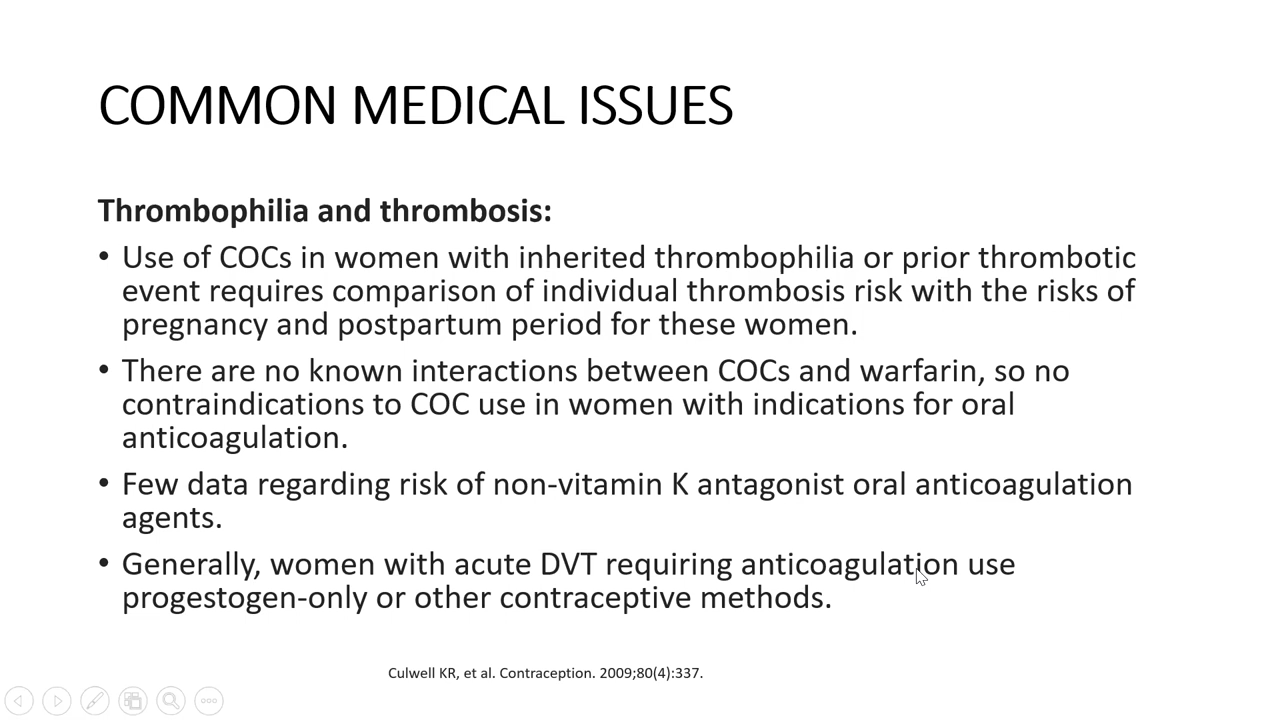 COMMON MEDICAL ISSUES
Thrombophilia and thrombosis:
• Use of COCs in women with inherited thrombophilia or prior thrombotic
event requires comparison of individual thrombosis risk with the risks of
pregnancy and postpartum period for these women.
• There are no known interactions between COCs and warfarin, so no
contraindications to COC use in women with indications for oral
anticoagulation.
• Few data regarding risk of non-vitamin K antagonist oral anticoagulation
agents.
• Generally, women with acute DVT requiring anticoagulation use
progestogen-only or other contraceptive methods.
Culwell KR, et al. Contraception. 2009;80(4):337.